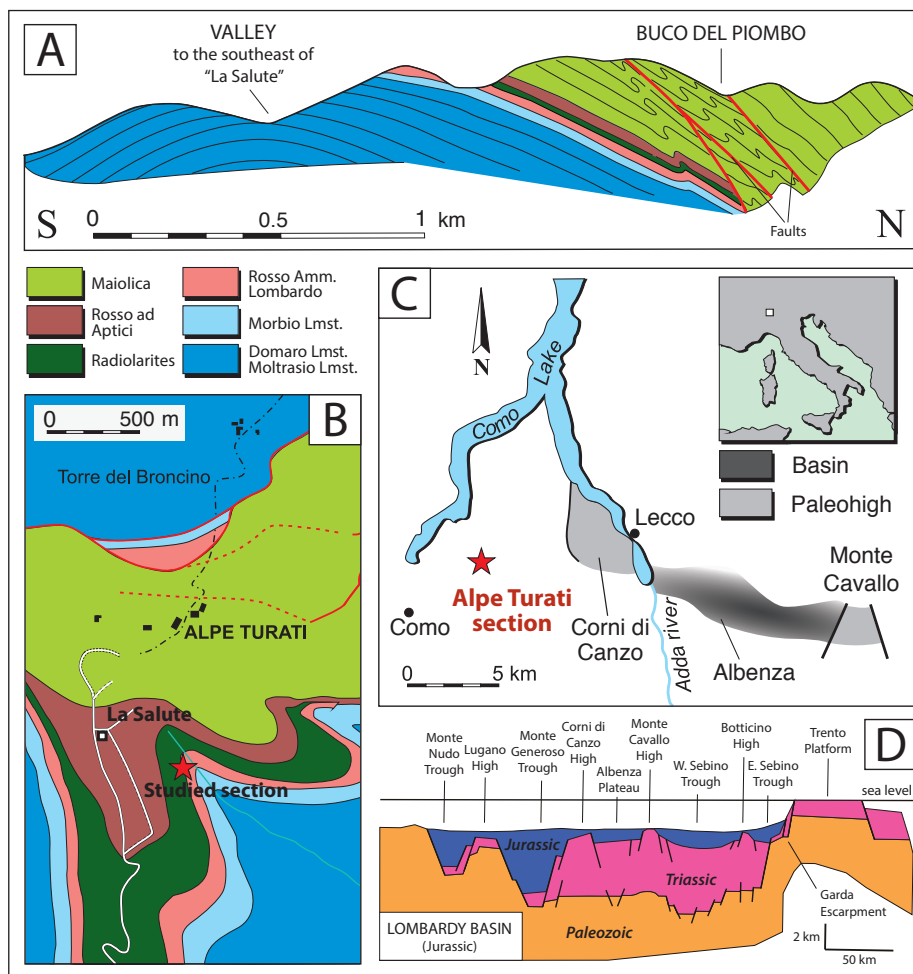 A
VALLEY
to the southeast of
“La Salute”
BUCO DEL PIOMBO
S
0 0.5 1 km
Faults
N
Maiolica
Rosso ad
Aptici
Radiolarites
Rosso Amm.
Lombardo
Morbio Lmst.
Domaro Lmst.
Moltrasio Lmst.
B
0 500 m
Torre del Broncino
ALPE TURATI
La Salute
Studied section
C
N
Como
Lake
Lecco
Alpe Turati
section
Como
Corni di
Canzo
Adda river
Albenza
Monte
Cavallo
0 5 km
Basin
Paleohigh
D
Monte
Nudo
Trough
Lugano
High
Monte
Generoso
Trough
Corni di
Canzo
High
Albenza
Plateau
Monte
Cavallo
High
W. Sebino
Trough
Botticino
High
E. Sebino
Trough
Trento
Platform
sea level
Jurassic
Triassic
Paleozoic
Garda
Escarpment
LOMBARDY BASIN
(Jurassic)
2 km
50 km